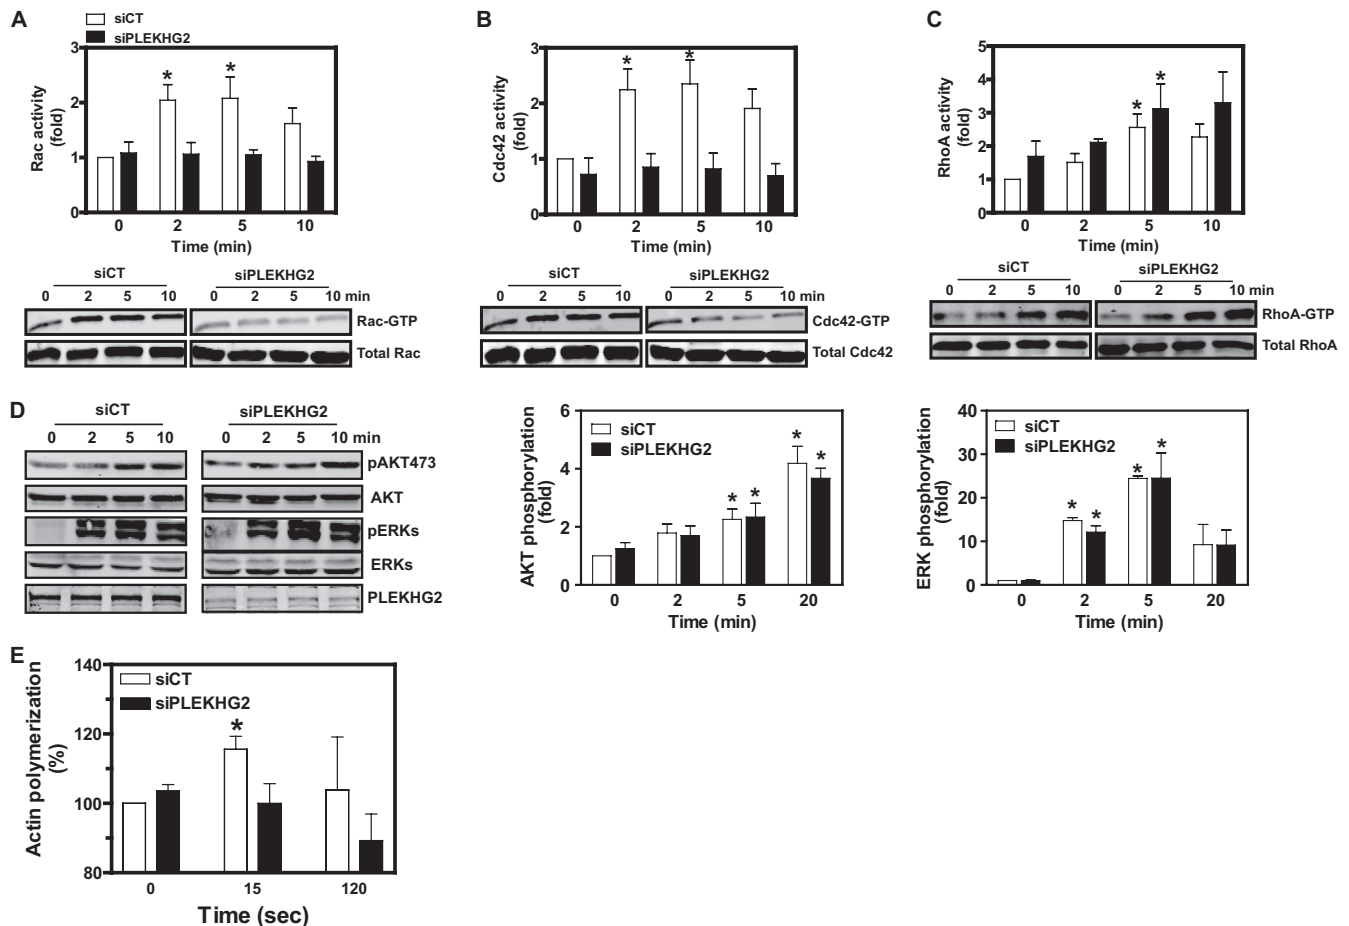 A
siCT
siPLEKHG2
3
2
1
0
Rac activity
(fold)
*
*
0 2 5 10
Time (min)
siCT siPLEKHG2
0 2 5 10 0 2 5 10 min
Rac-GTP
Total Rac
B
3
2
1
0
Cdc42 activity
(fold)
*
*
0 2 5 10
Time (min)
siCT siPLEKHG2
0 2 5 10 0 2 5 10 min
Cdc42-GTP
Total Cdc42
C
5
4
3
2
1
0
RhoA activity
(fold)
*
*
0 2 5 10
Time (min)
siCT siPLEKHG2
0 2 5 10 0 2 5 10 min
RhoA-GTP
Total RhoA
D
siCT siPLEKHG2
0 2 5 10 0 2 5 10 min
pAKT473
AKT
pERKs
ERKs
PLEKHG2
6
4
2
0
AKT phosphorylation
(fold)
siCT
siPLEKHG2
* *
* *
0 2 5 20
Time (min)
40
30
20
10
0
ERK phosphorylation
(fold)
siCT
siPLEKHG2
* *
* *
0 2 5 20
Time (min)
E
140
120
100
80
Actin polymerization
(%)
siCT
siPLEKHG2
*
0 15 120
Time (sec)